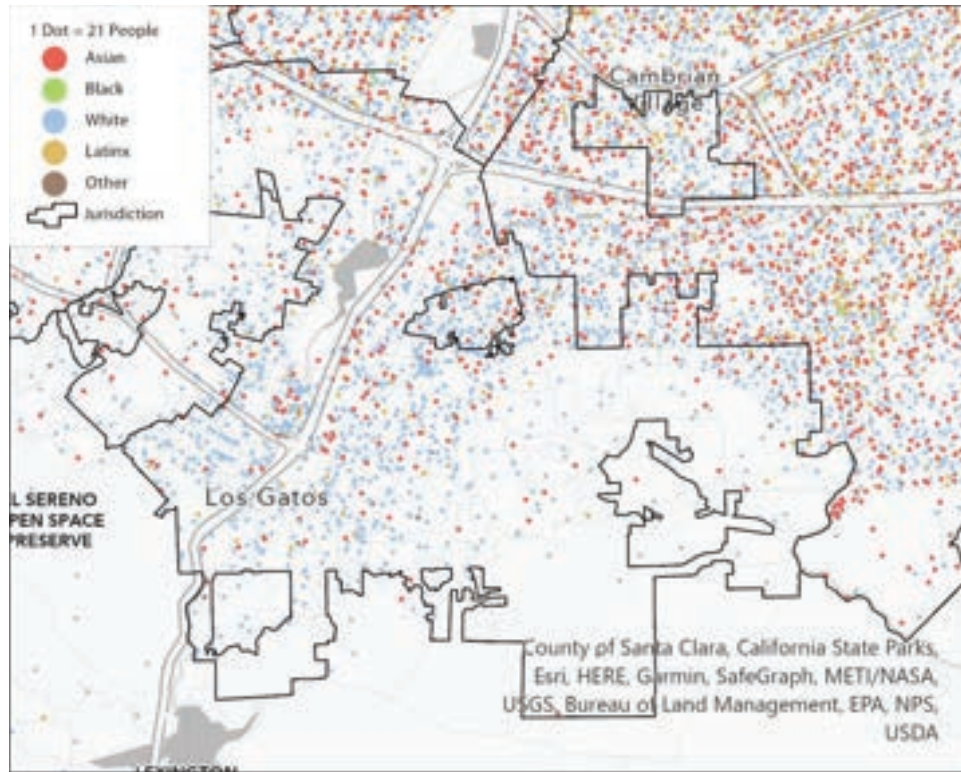 1 Dot = 21 People
Asian
Black
White
Latinx
Other
Jurisdiction
Cambrian
Village
Los Gatos
L SERENO
PEN SPACE
PRESERVE
County of Santa Clara, California State Parks,
Esri, HERE, Garmin, SafeGraph, METI/NASA,
USGS, Bureau of Land Management, EPA, NPS,
USDA
LEXINGTON